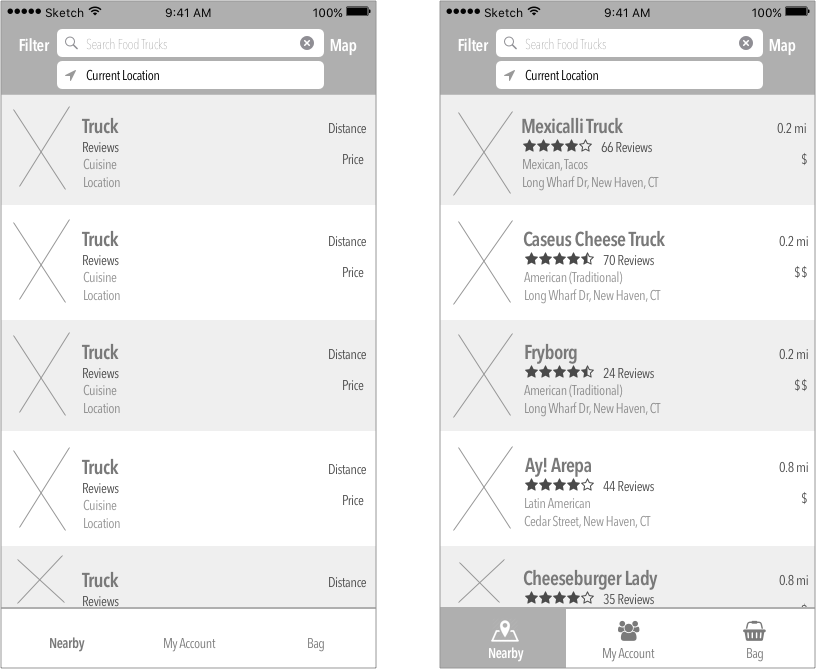 Sketch 9:41 AM 100%
Filter Search Food Trucks Map
Current Location
Truck Distance
Reviews
Price
Cuisine
Location
Truck Distance
Reviews
Price
Cuisine
Location
Truck Distance
Reviews
Price
Cuisine
Location
Truck Distance
Reviews
Price
Cuisine
Location
Truck Distance
Reviews
Nearby My Account Bag
Sketch 9:41 AM 100%
Filter Search Food Trucks Map
Current Location
Mexicalli Truck 0.2 mi
66 Reviews
$
Mexican, Tacos
Long Wharf Dr, New Haven, CT
Caseus Cheese Truck 0.2 mi
70 Reviews
$$
American (Traditional)
Long Wharf Dr, New Haven, CT
Fryborg 0.2 mi
24 Reviews
$$
American (Traditional)
Long Wharf Dr, New Haven, CT
Ay! Arepa 0.8 mi
44 Reviews
$
Latin American
Cedar Street, New Haven, CT
Cheeseburger Lady 0.8 mi
35 Reviews
Nearby My Account Bag